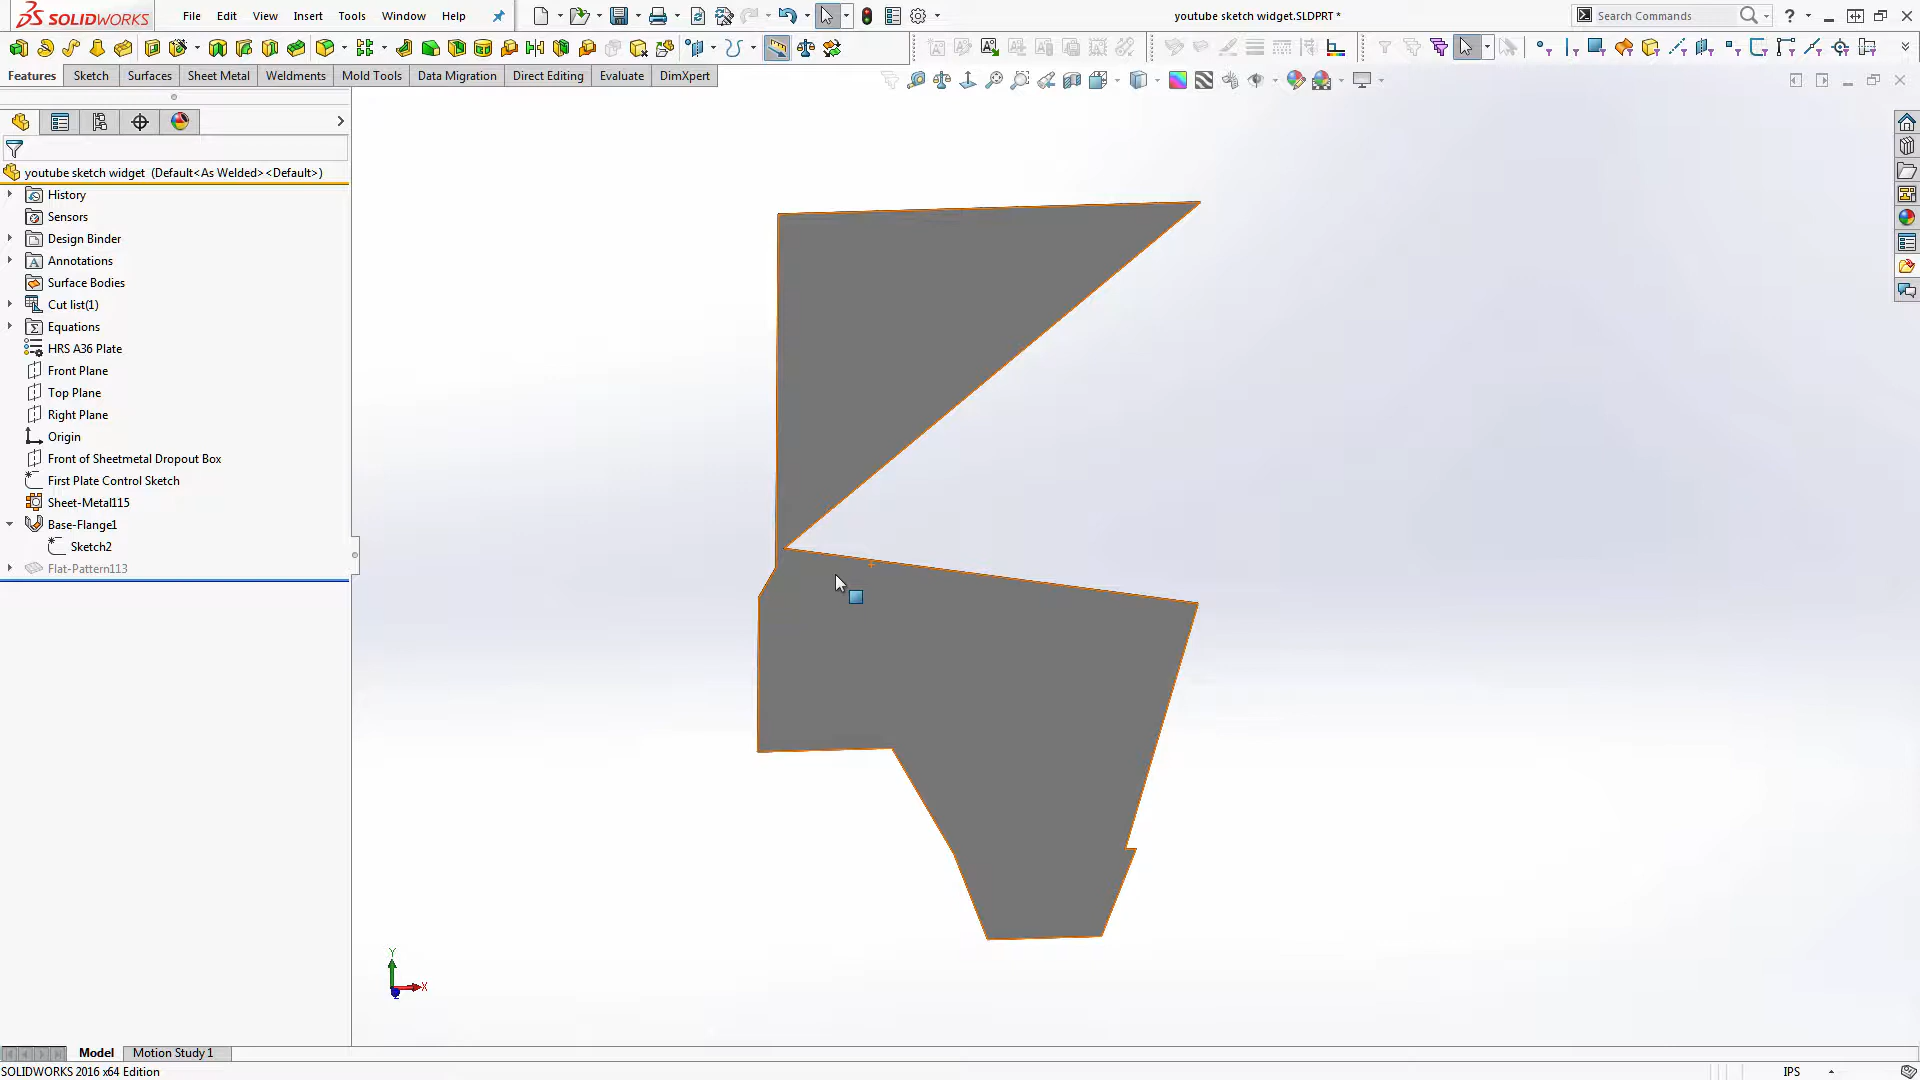 SOLIDWORKS File Edit View Insert Tools Window Help youtube sketch widget.SLDPRT * Search Commands
Features Sketch Surfaces Sheet Metal Weldments Mold Tools Data Migration Direct Editing Evaluate DimXpert
youtube sketch widget (Default<As Welded><Default>)
History
Sensors
Design Binder
Annotations
Surface Bodies
Cut list(1)
Equations
HRS A36 Plate
Front Plane
Top Plane
Right Plane
Origin
Front of Sheetmetal Dropout Box
First Plate Control Sketch
Sheet-Metal115
Base-Flange1
Sketch2
Flat-Pattern113
Y
X
Model Motion Study 1
SOLIDWORKS 2016 x64 Edition IPS